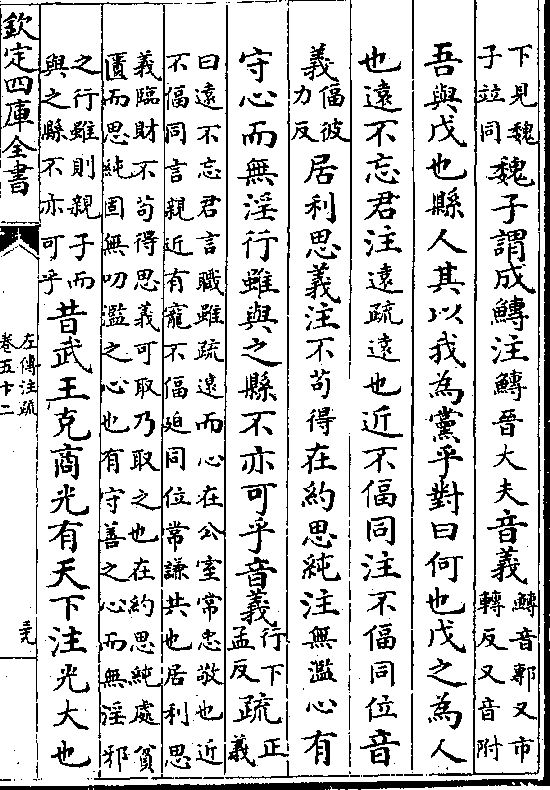 下見魏
子竝同
魏子謂成鱄注鱄晉大夫音義
鱄音鄟又市
轉反又音附
吾與戊也縣人其以我為黨乎對曰何也戊之為人
也遠不忘君注遠疏遠也近不偪同注不偪同位音
義
偪彼
力反
居利思義注不苟得在約思純注無濫心有
守心而無淫行雖與之縣不亦可乎音義
行下
孟反
疏
正
義
曰遠不忘君言職雖疏遠而心在公室常忠敬也近
不偪同言親近有寵不偪迫同位常謙共也居利思
義臨財不苟得思義可取乃取之也在約思純處貧
匱而思純固無叨濫之心也有守善之心而無淫邪
之行雖則親子而
與之縣不亦可乎
昔武王克商光有天下注光大也
欽定四庫全書
左傳注疏
卷五十二
三元